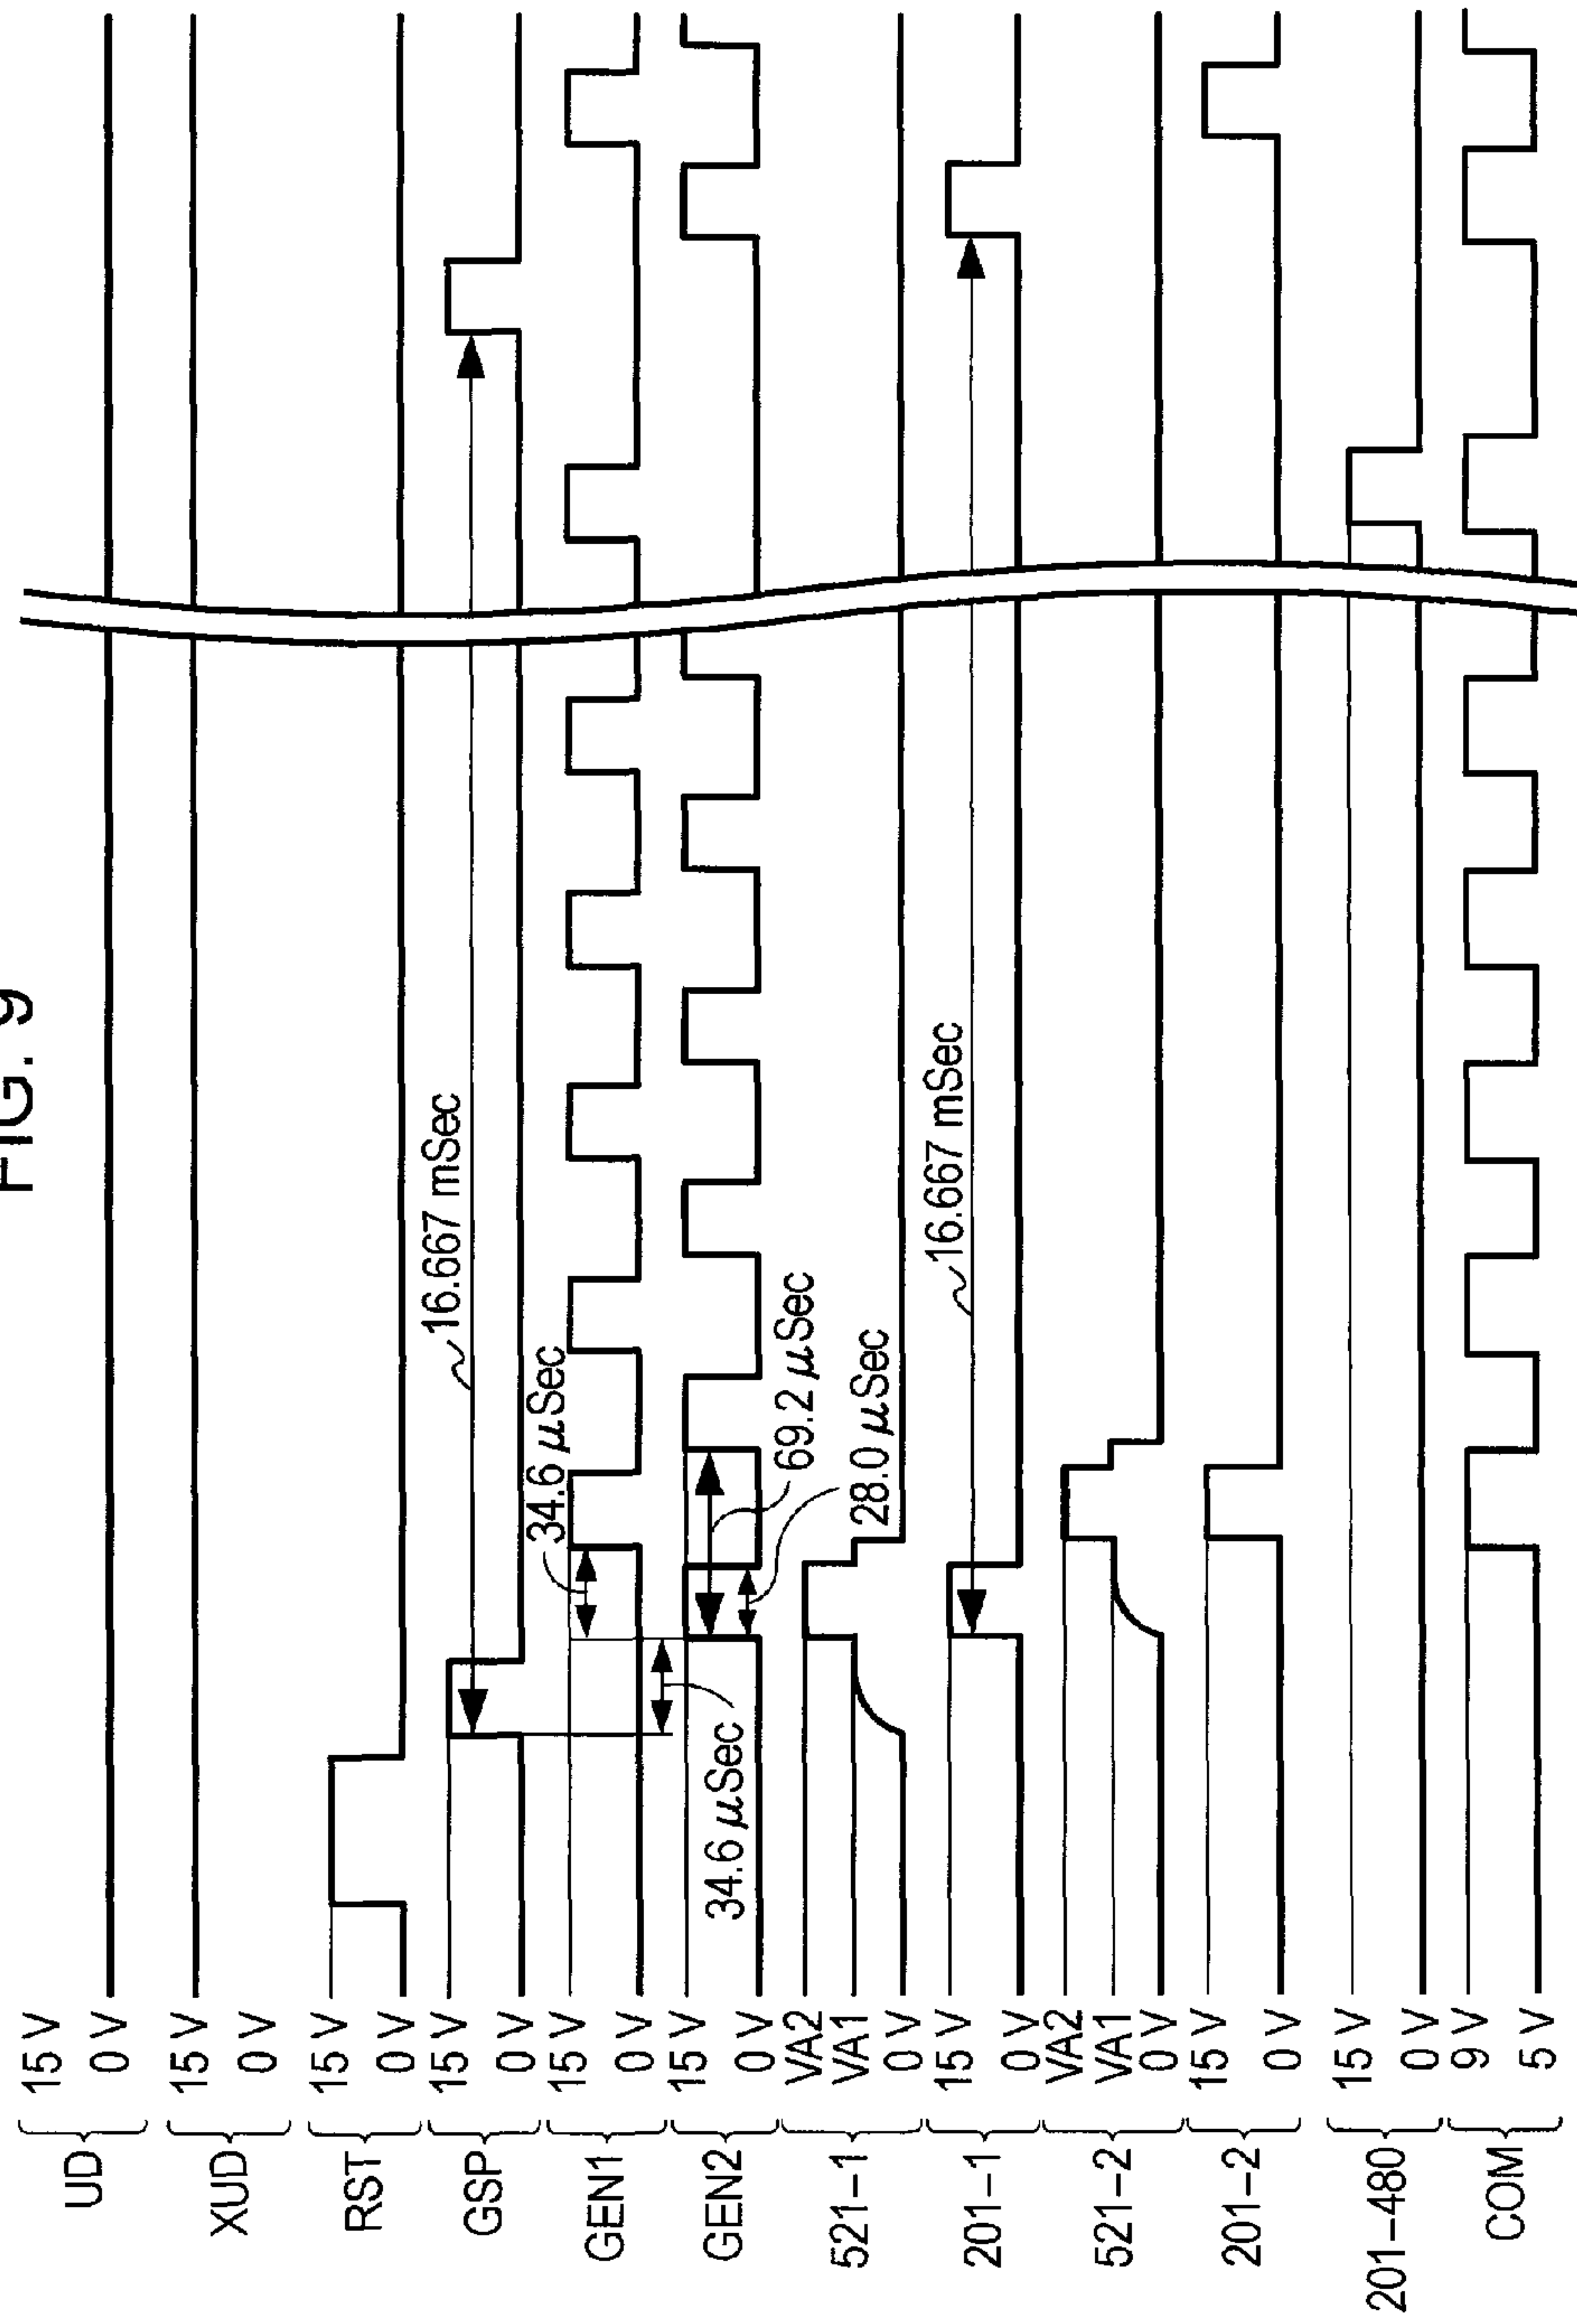 FIG. 9
UD
15 V
0 V
XUD
15 V
0 V
RST
15 V
0 V
GSP
15 V
0 V
16.667 mSec
GEN1
15 V
0 V
34.6 μSec
34.6 μSec
GEN2
15 V
0 V
69.2 μSec
28.0 μSec
521–1
VA2
VA1
0 V
201–1
15 V
0 V
16.667 mSec
521–2
VA2
VA1
0 V
201–2
15 V
0 V
201–480
15 V
0 V
COM
9 V
5 V